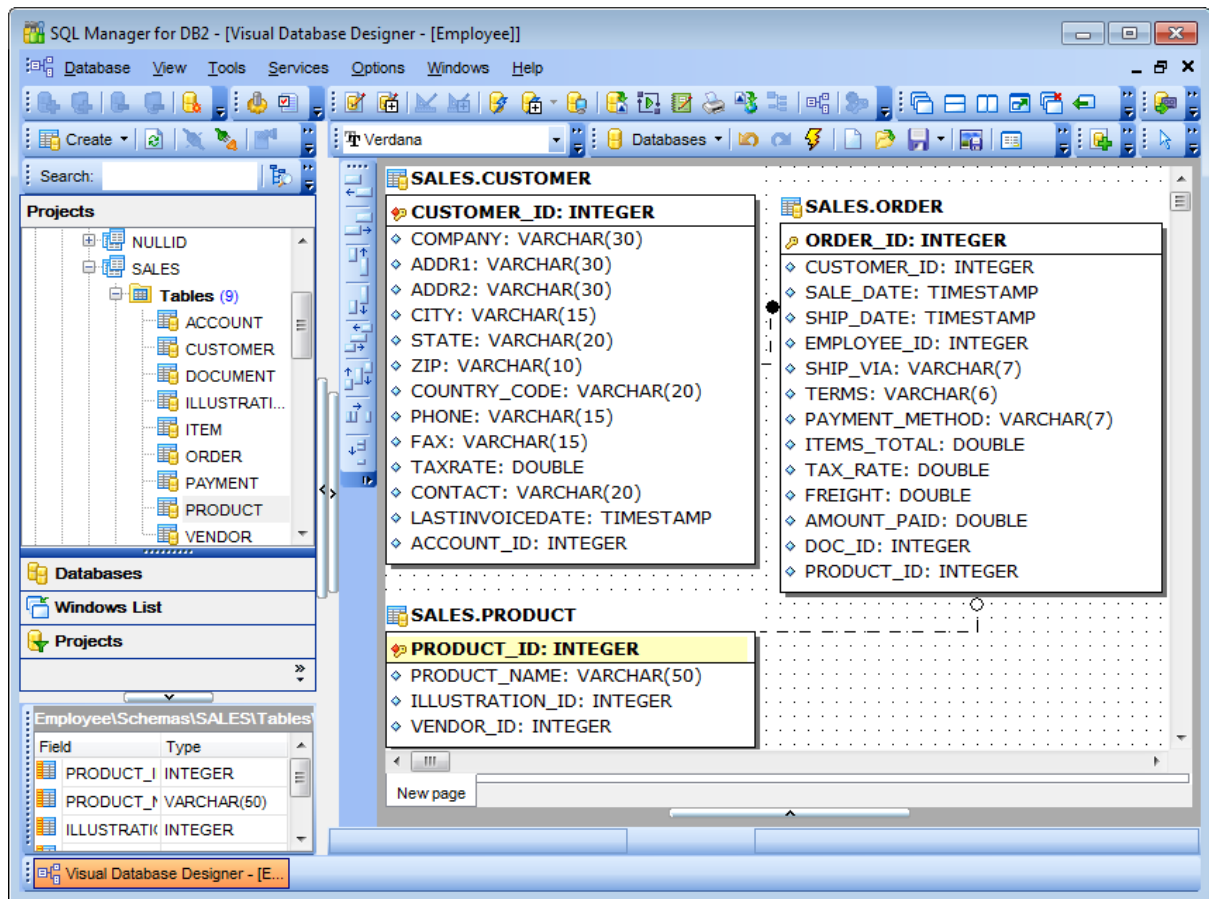 SQL Manager for DB2 - [Visual Database Designer - [Employee]]
Database View Tools Services Options Windows Help
Create Verdana Databases
Search:
Projects
NULLID
SALES
Tables (9)
ACCOUNT
CUSTOMER
DOCUMENT
ILLUSTRATI...
ITEM
ORDER
PAYMENT
PRODUCT
VENDOR
Databases
Windows List
Projects
Employee\Schemas\SALES\Tables\
Field Type
PRODUCT_I INTEGER
PRODUCT_N VARCHAR(50)
ILLUSTRATI( INTEGER
SALES.CUSTOMER
CUSTOMER_ID: INTEGER
COMPANY: VARCHAR(30)
ADDR1: VARCHAR(30)
ADDR2: VARCHAR(30)
CITY: VARCHAR(15)
STATE: VARCHAR(20)
ZIP: VARCHAR(10)
COUNTRY_CODE: VARCHAR(20)
PHONE: VARCHAR(15)
FAX: VARCHAR(15)
TAXRATE: DOUBLE
CONTACT: VARCHAR(20)
LASTINVOICEDATE: TIMESTAMP
ACCOUNT_ID: INTEGER
SALES.ORDER
ORDER_ID: INTEGER
CUSTOMER_ID: INTEGER
SALE_DATE: TIMESTAMP
SHIP_DATE: TIMESTAMP
EMPLOYEE_ID: INTEGER
SHIP_VIA: VARCHAR(7)
TERMS: VARCHAR(6)
PAYMENT_METHOD: VARCHAR(7)
ITEMS_TOTAL: DOUBLE
TAX_RATE: DOUBLE
FREIGHT: DOUBLE
AMOUNT_PAID: DOUBLE
DOC_ID: INTEGER
PRODUCT_ID: INTEGER
SALES.PRODUCT
PRODUCT_ID: INTEGER
PRODUCT_NAME: VARCHAR(50)
ILLUSTRATION_ID: INTEGER
VENDOR_ID: INTEGER
New page
Visual Database Designer - [E...